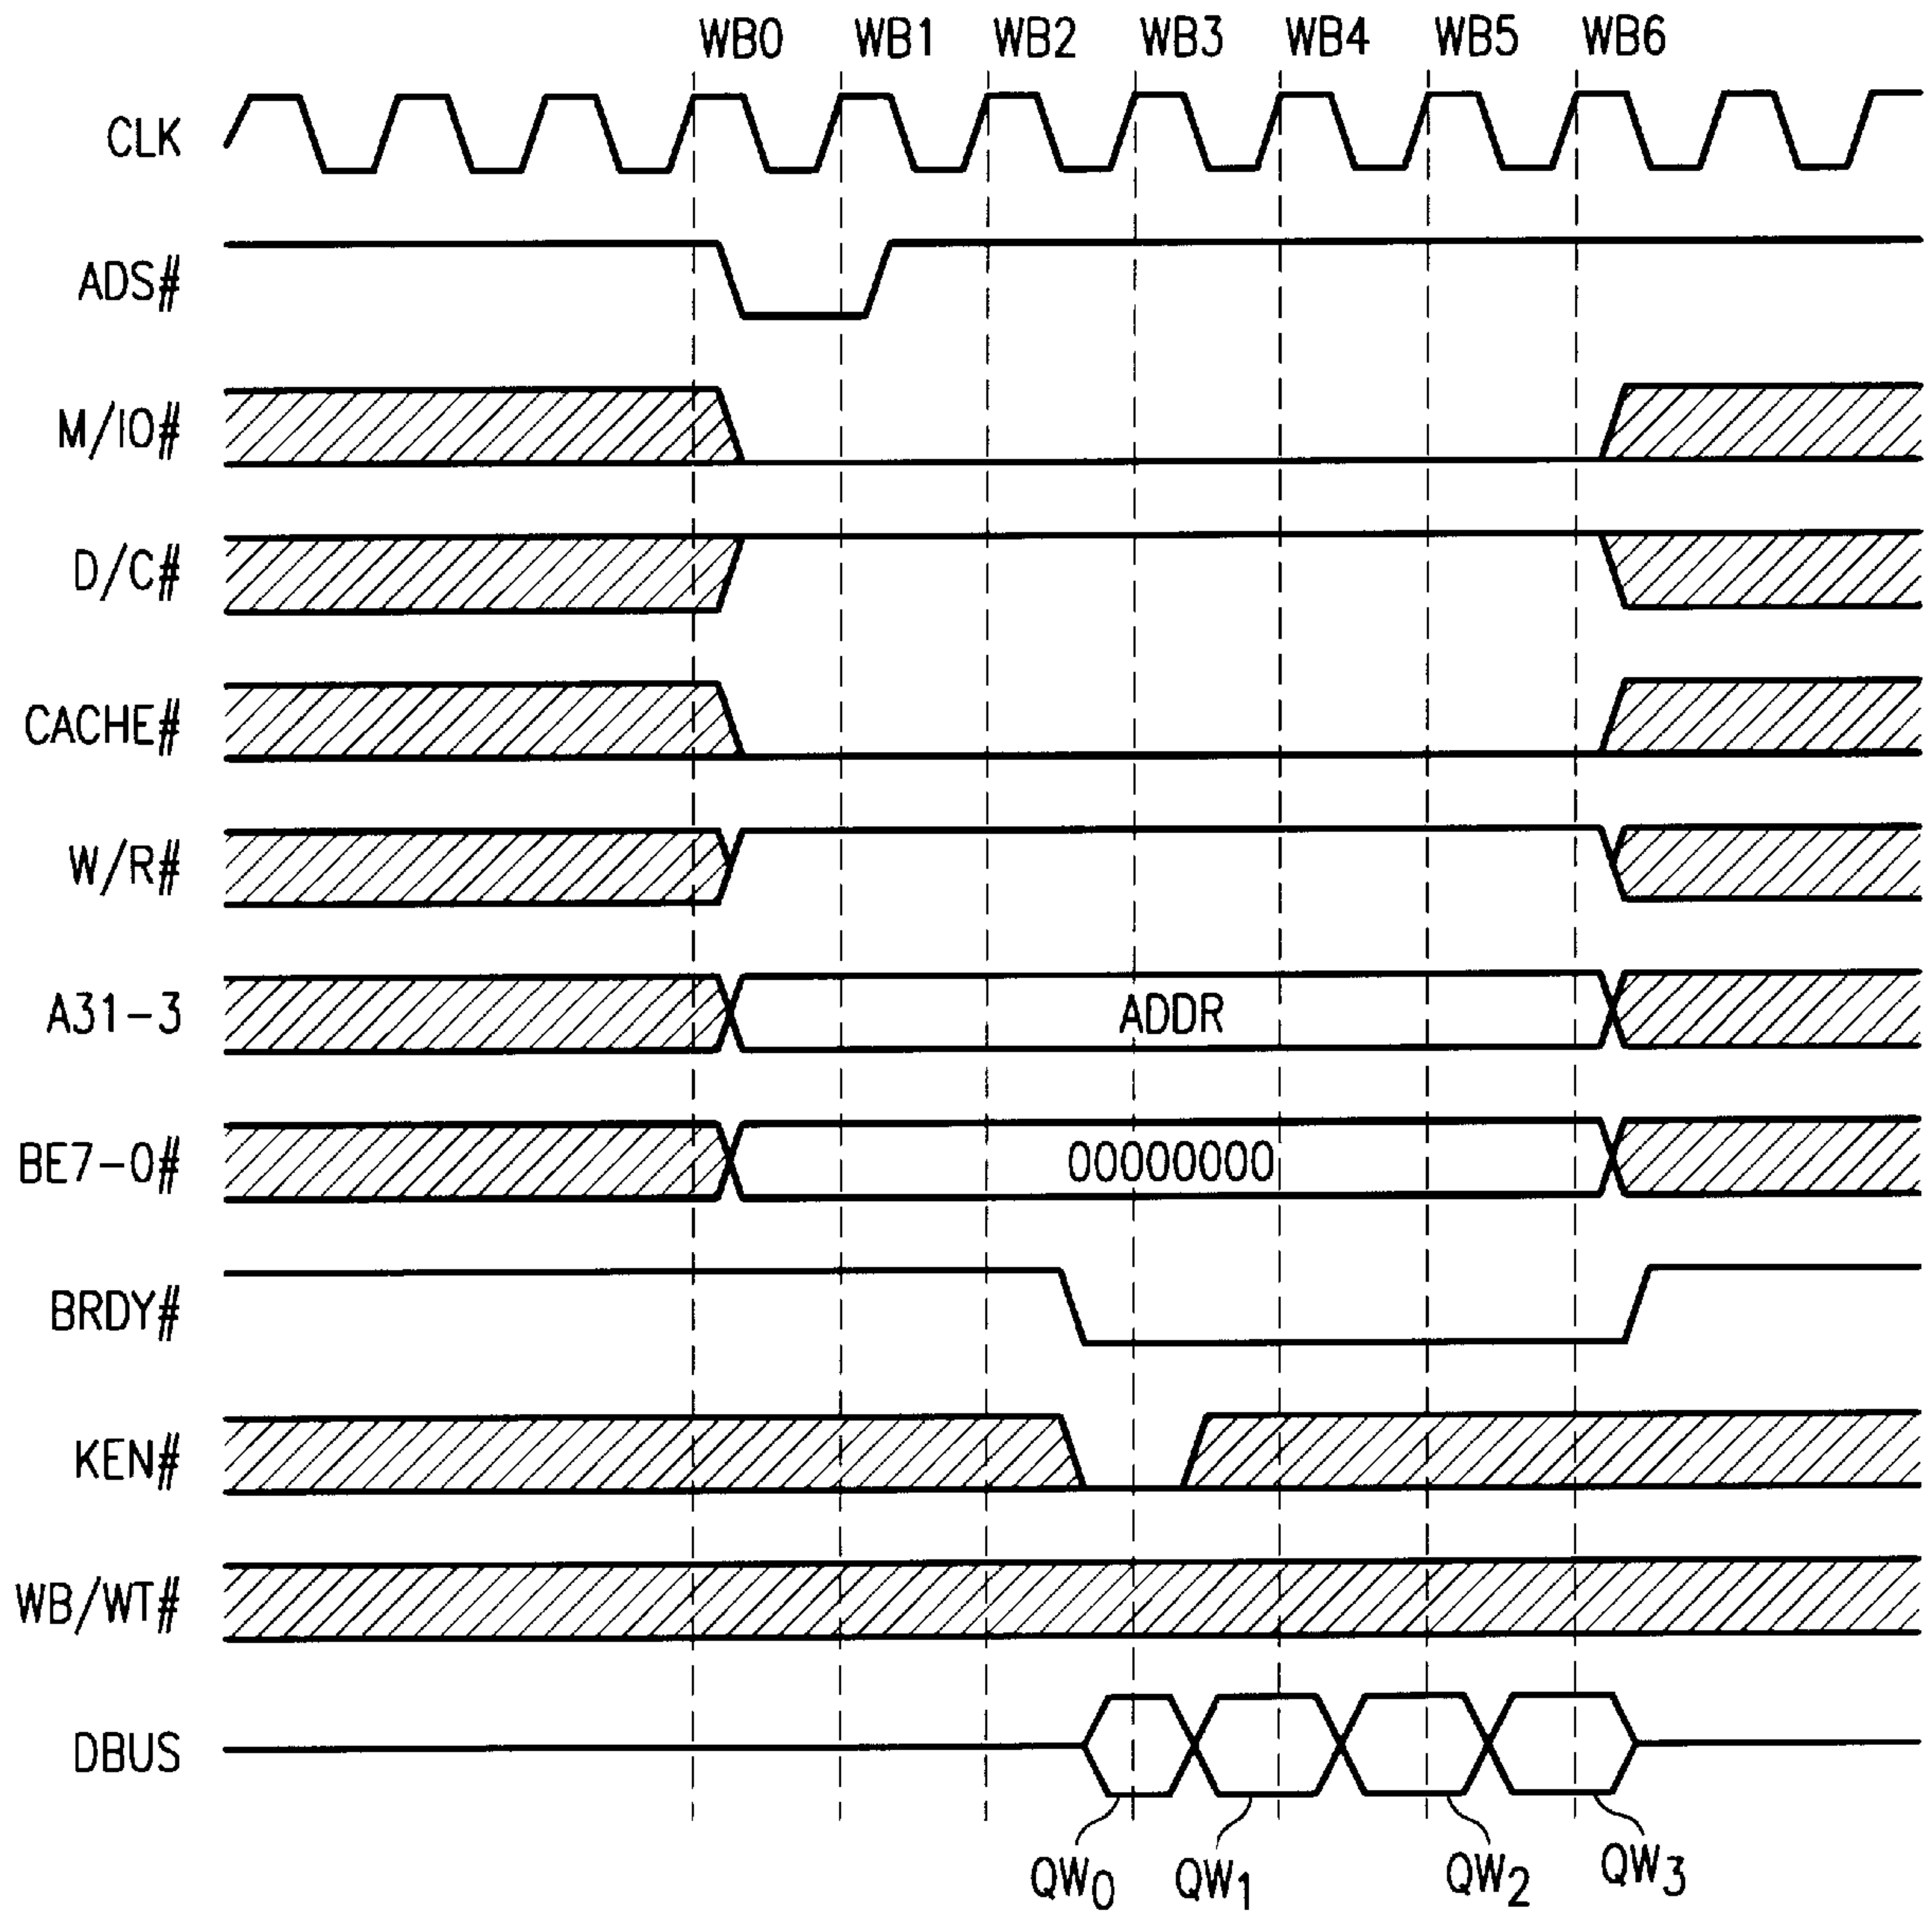 WB0 WB1 WB2 WB3 WB4 WB5 WB6
CLK
ADS#
M/IO#
D/C#
CACHE#
W/R#
A31-3 ADDR
BE7-0# 00000000
BRDY#
KEN#
WB/WT#
DBUS
QW0 QW1 QW2 QW3